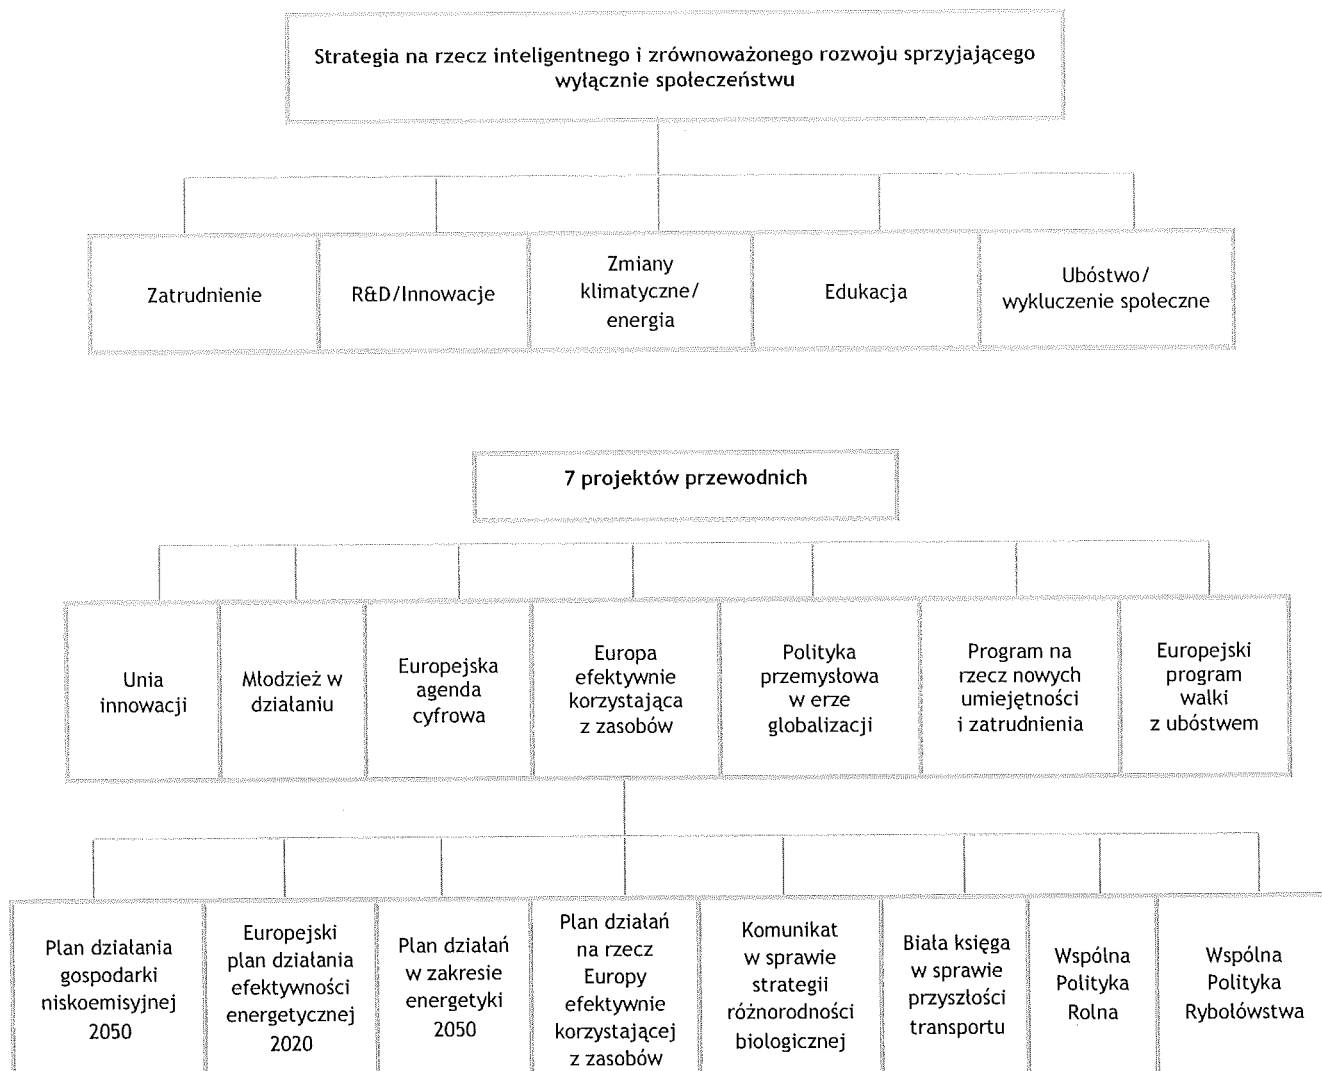 Strategia na rzecz inteligentnego i zrównoważonego rozwoju sprzyjającego
wyłącznie społeczeństwu
Zatrudnienie
R&D/Innowacje
Zmiany
klimatyczne/
energia
Edukacja
Ubóstwo/
wykluczenie społeczne
7 projektów przewodnich
Unia
innowacji
Młodzież w
działaniu
Europejska
agenda
cyfrowa
Europa
efektywnie
korzystająca
z zasobów
Polityka
przemysłowa
w erze
globalizacji
Program na
rzecz nowych
umiejętności
i zatrudnienia
Europejski
program
walki
z ubóstwem
Plan działania
gospodarki
niskoemisyjnej
2050
Europejski
plan działania
efektywności
energetycznej
2020
Plan działań
w zakresie
energetyki
2050
Plan działań
na rzecz
Europy
efektywnie
korzystającej
z zasobów
Komunikat
w sprawie
strategii
różnorodności
biologicznej
Biała księga
w sprawie
przyszłości
transportu
Wspólna
Polityka
Rolna
Wspólna
Polityka
Rybołówstwa